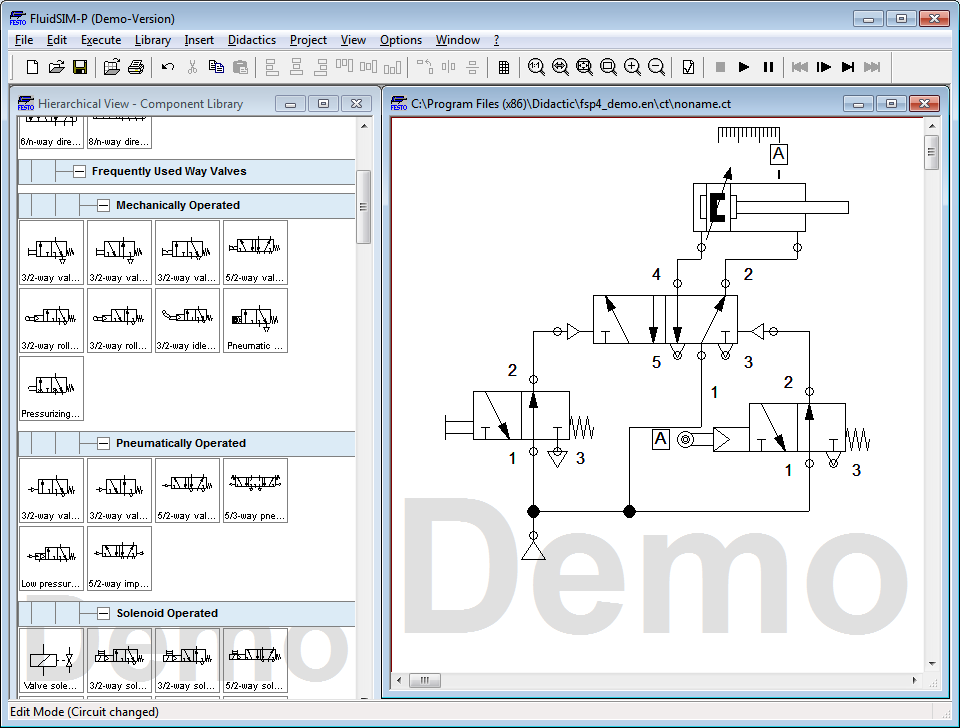 FluidSIM-P (Demo-Version)
FESTO
File Edit Execute Library Insert Didactics Project View Options Window ?
1:1
Hierarchical View - Component Library
FESTO
6/n-way dire... 8/n-way dire...
Frequently Used Way Valves
Mechanically Operated
3/2-way val... 3/2-way val... 3/2-way val... 5/2-way val...
3/2-way roll... 3/2-way roll... 3/2-way idle... Pneumatic ...
Pressurizing...
Pneumatically Operated
3/2-way val... 3/2-way val... 5/2-way val... 5/3-way pne...
Low pressur... 5/2-way imp...
Solenoid Operated
Valve sole... 3/2-way sol... 3/2-way sol... 5/2-way sol...
Demo
FESTO
C:\Program Files (x86)\Didactic\fsp4_demo.en\ct\noname.ct
A
4 2
5 3
2 1 2
A
1 3 1 3
Demo
Edit Mode (Circuit changed)